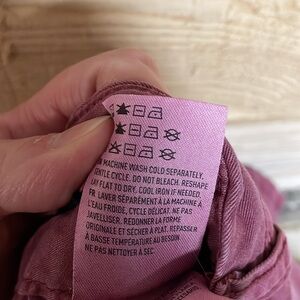 MACHINE WASH COLD SEPARATELY,
GENTLE CYCLE. DO NOT BLEACH. RESHAPE
LAY FLAT TO DRY. COOL IRON IF NEEDED.
FR LAVER SÉPARÉMENT À LA MACHINE À
L'EAU FROIDE, CYCLE DÉLICAT. NE PAS
JAVELLISER. REDONNER LA FORME
ORIGINALE ET SÉCHER À PLAT. REPASSER
À BASSE TEMPÉRATURE AU BESOIN
NE PAS NETTOYER À SEC.